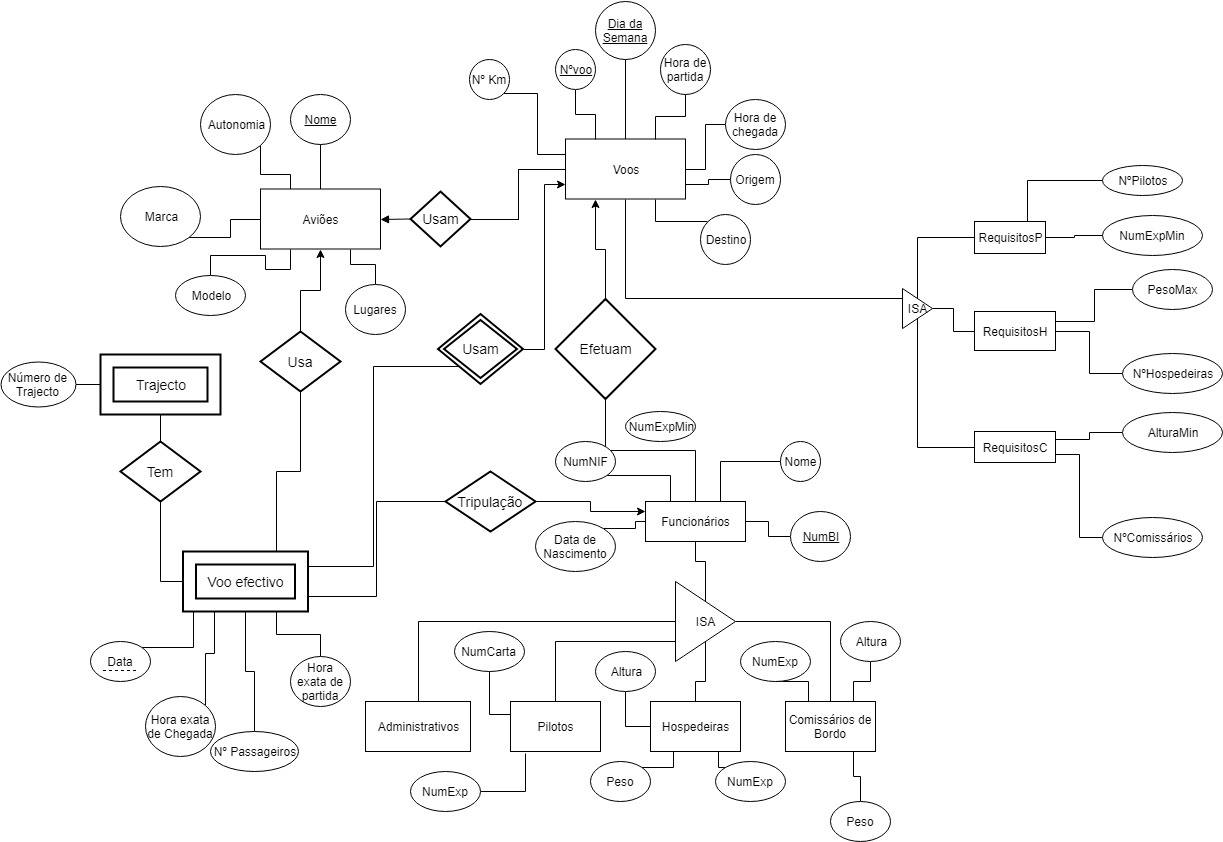 Dia da
Semana
Nº Km
Nºvoo
Hora de
partida
Hora de
chegada
Autonomia
Nome
Voos
Origem
NºPilotos
Marca
Aviões
Usam
Destino
RequisitosP
NumExpMin
Modelo
Lugares
ISA
PesoMax
RequisitosH
Usa
Usam
Efetuam
Número de
Trajecto
Trajecto
NºHospedeiras
NumExpMin
AlturaMin
RequisitosC
Tem
NumNIF
Nome
Tripulação
Funcionários
Data de
Nascimento
NumBI
NºComissários
Voo efectivo
ISA
Data
Hora
exata de
partida
NumCarta
Altura
NumExp
Altura
Hora exata
de Chegada
Nº Passageiros
Administrativos
Pilotos
Hospedeiras
Comissários de
Bordo
NumExp
Peso
NumExp
Peso